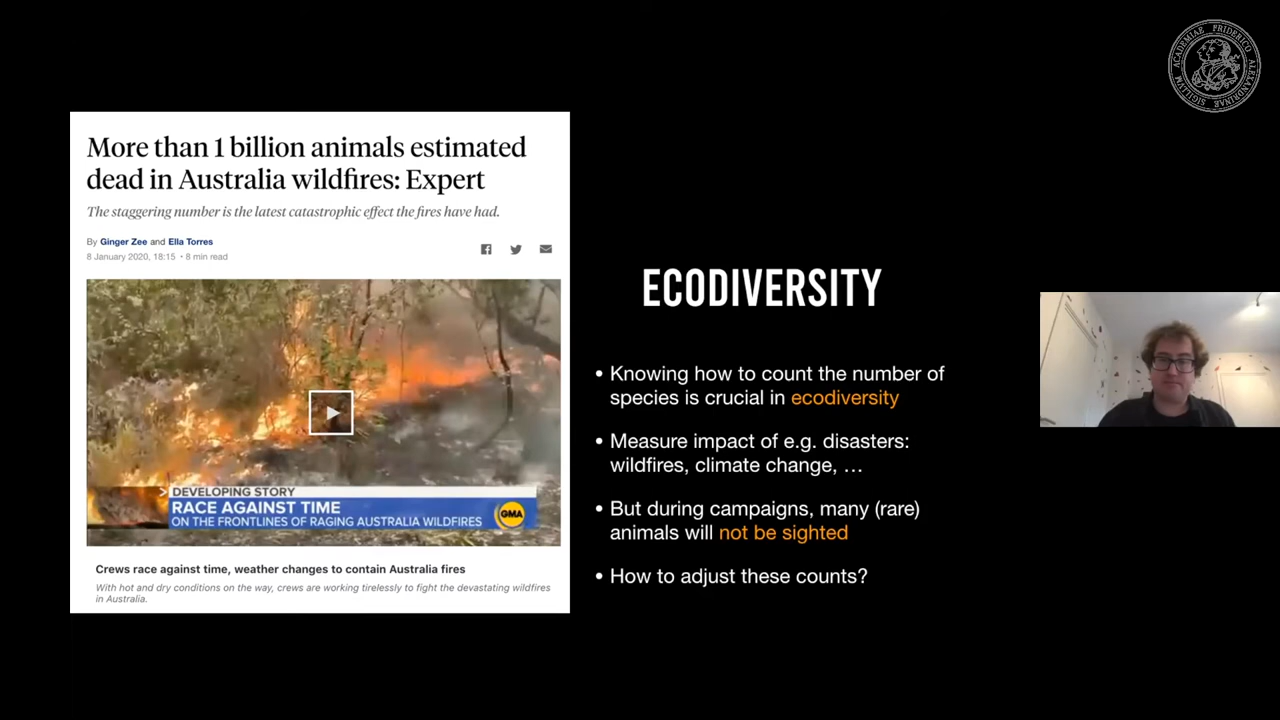 ACADEMIAE FRIDERICO ALEXANDRINAE SIGILLVM
More than 1 billion animals estimated
dead in Australia wildfires: Expert
The staggering number is the latest catastrophic effect the fires have had.
By Ginger Zee and Ella Torres
8 January 2020, 18:15 • 8 min read
DEVELOPING STORY
RACE AGAINST TIME
ON THE FRONTLINES OF RAGING AUSTRALIA WILDFIRES
GMA
Crews race against time, weather changes to contain Australia fires
With hot and dry conditions on the way, crews are working tirelessly to fight the devastating wildfires
in Australia.
ECODIVERSITY
• Knowing how to count the number of
species is crucial in ecodiversity
• Measure impact of e.g. disasters:
wildfires, climate change, …
• But during campaigns, many (rare)
animals will not be sighted
• How to adjust these counts?